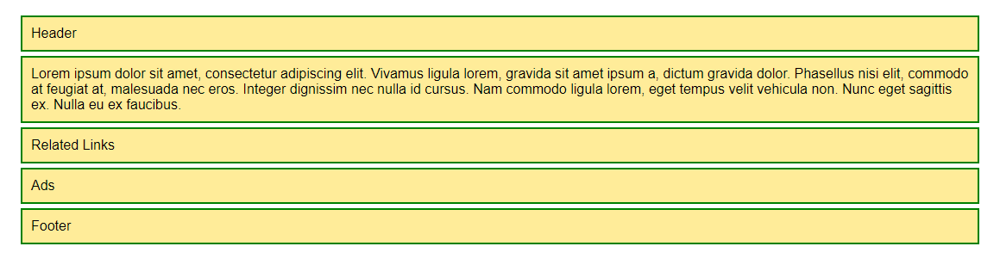 Header
Lorem ipsum dolor sit amet, consectetur adipiscing elit. Vivamus ligula lorem, gravida sit amet ipsum a, dictum gravida dolor. Phasellus nisi elit, commodo
at feugiat at, malesuada nec eros. Integer dignissim nec nulla id cursus. Nam commodo ligula lorem, eget tempus velit vehicula non. Nunc eget sagittis
ex. Nulla eu ex faucibus.
Related Links
Ads
Footer